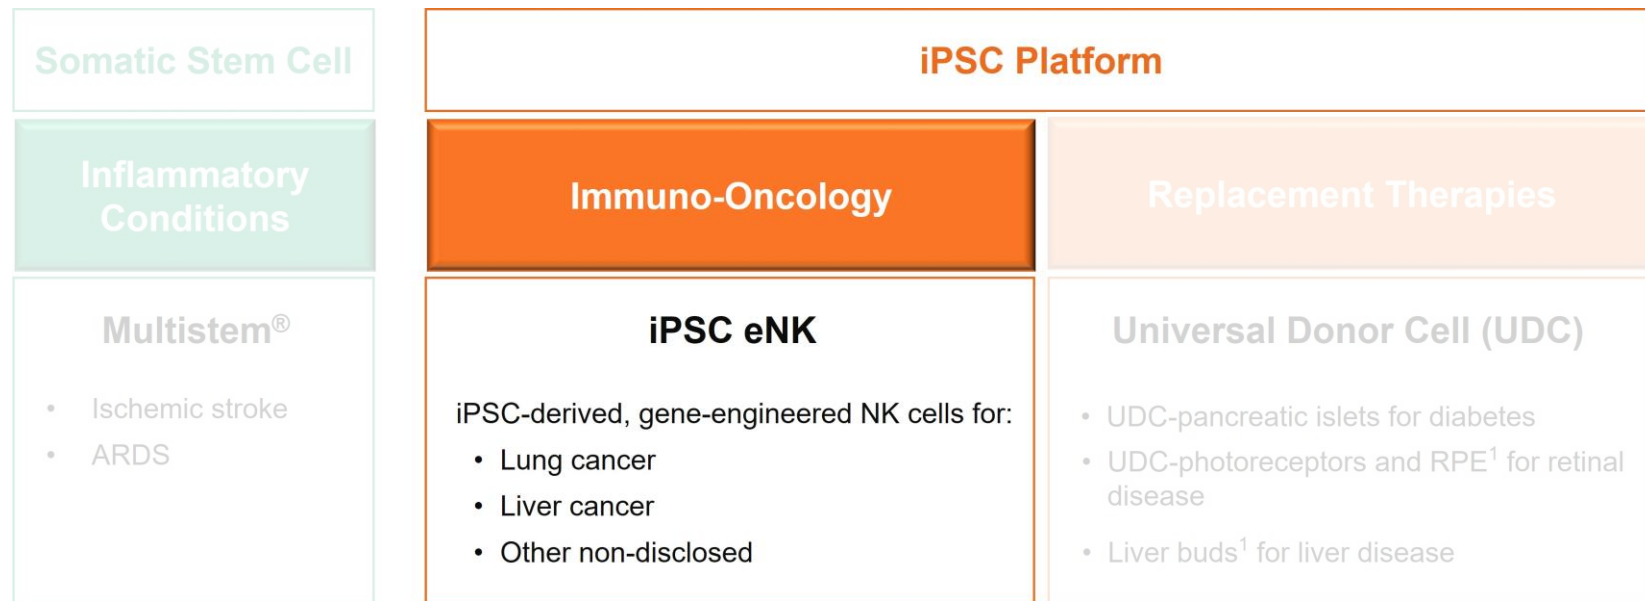 Somatic Stem Cell
Inflammatory
Conditions
Multistem®
• Ischemic stroke
• ARDS
iPSC Platform
Immuno-Oncology
iPSC eNK
iPSC-derived, gene-engineered NK cells for:
• Lung cancer
• Liver cancer
• Other non-disclosed
Replacement Therapies
Universal Donor Cell (UDC)
• UDC-pancreatic islets for diabetes
• UDC-photoreceptors and RPE¹ for retinal
disease
• Liver buds¹ for liver disease